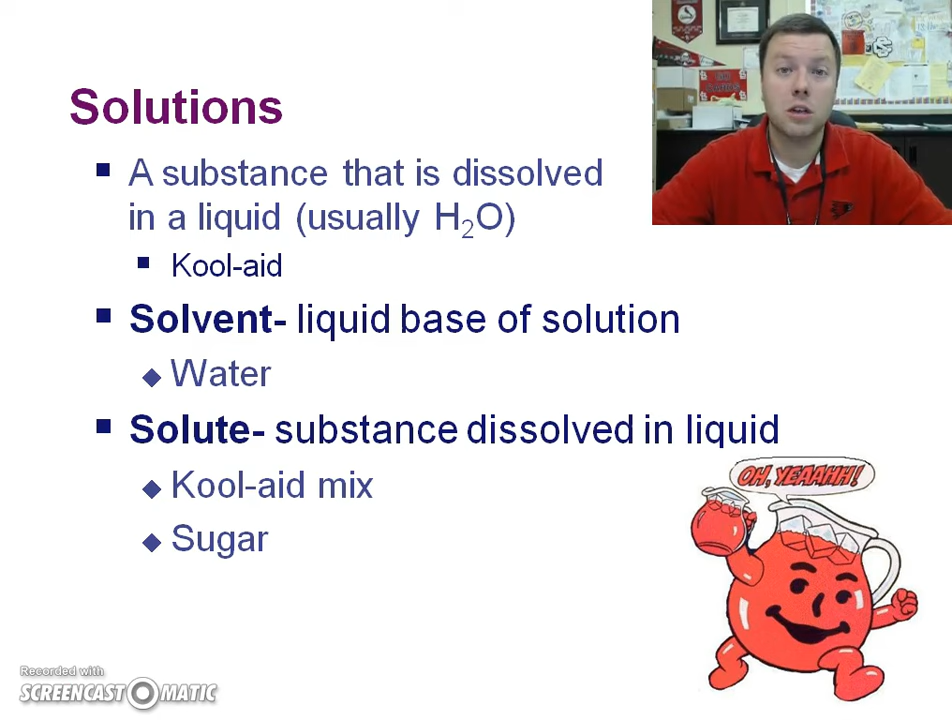 Solutions
A substance that is dissolved
in a liquid (usually H₂O)
Kool-aid
Solvent- liquid base of solution
Water
Solute- substance dissolved in liquid
Kool-aid mix
Sugar
OH, YEAAHH!
Recorded with
SCREENCAST MATIC